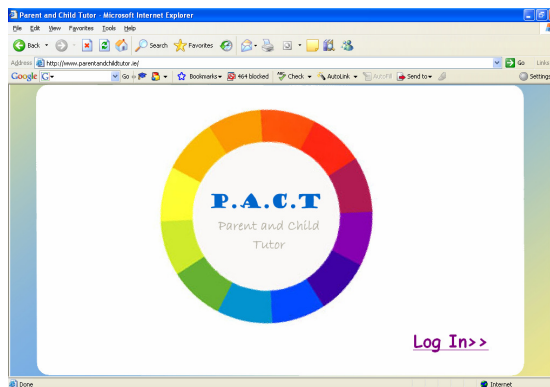 Parent and Child Tutor - Microsoft Internet Explorer
File Edit View Favorites Tools Help
Back Search Favorites
Address http://www.parentandchildtutor.ie/ Go Links
Google G Go Bookmarks 464 blocked Check AutoLink AutoFill Send to Settings
P.A.C.T
Parent and Child
Tutor
Log In>>
Done Internet